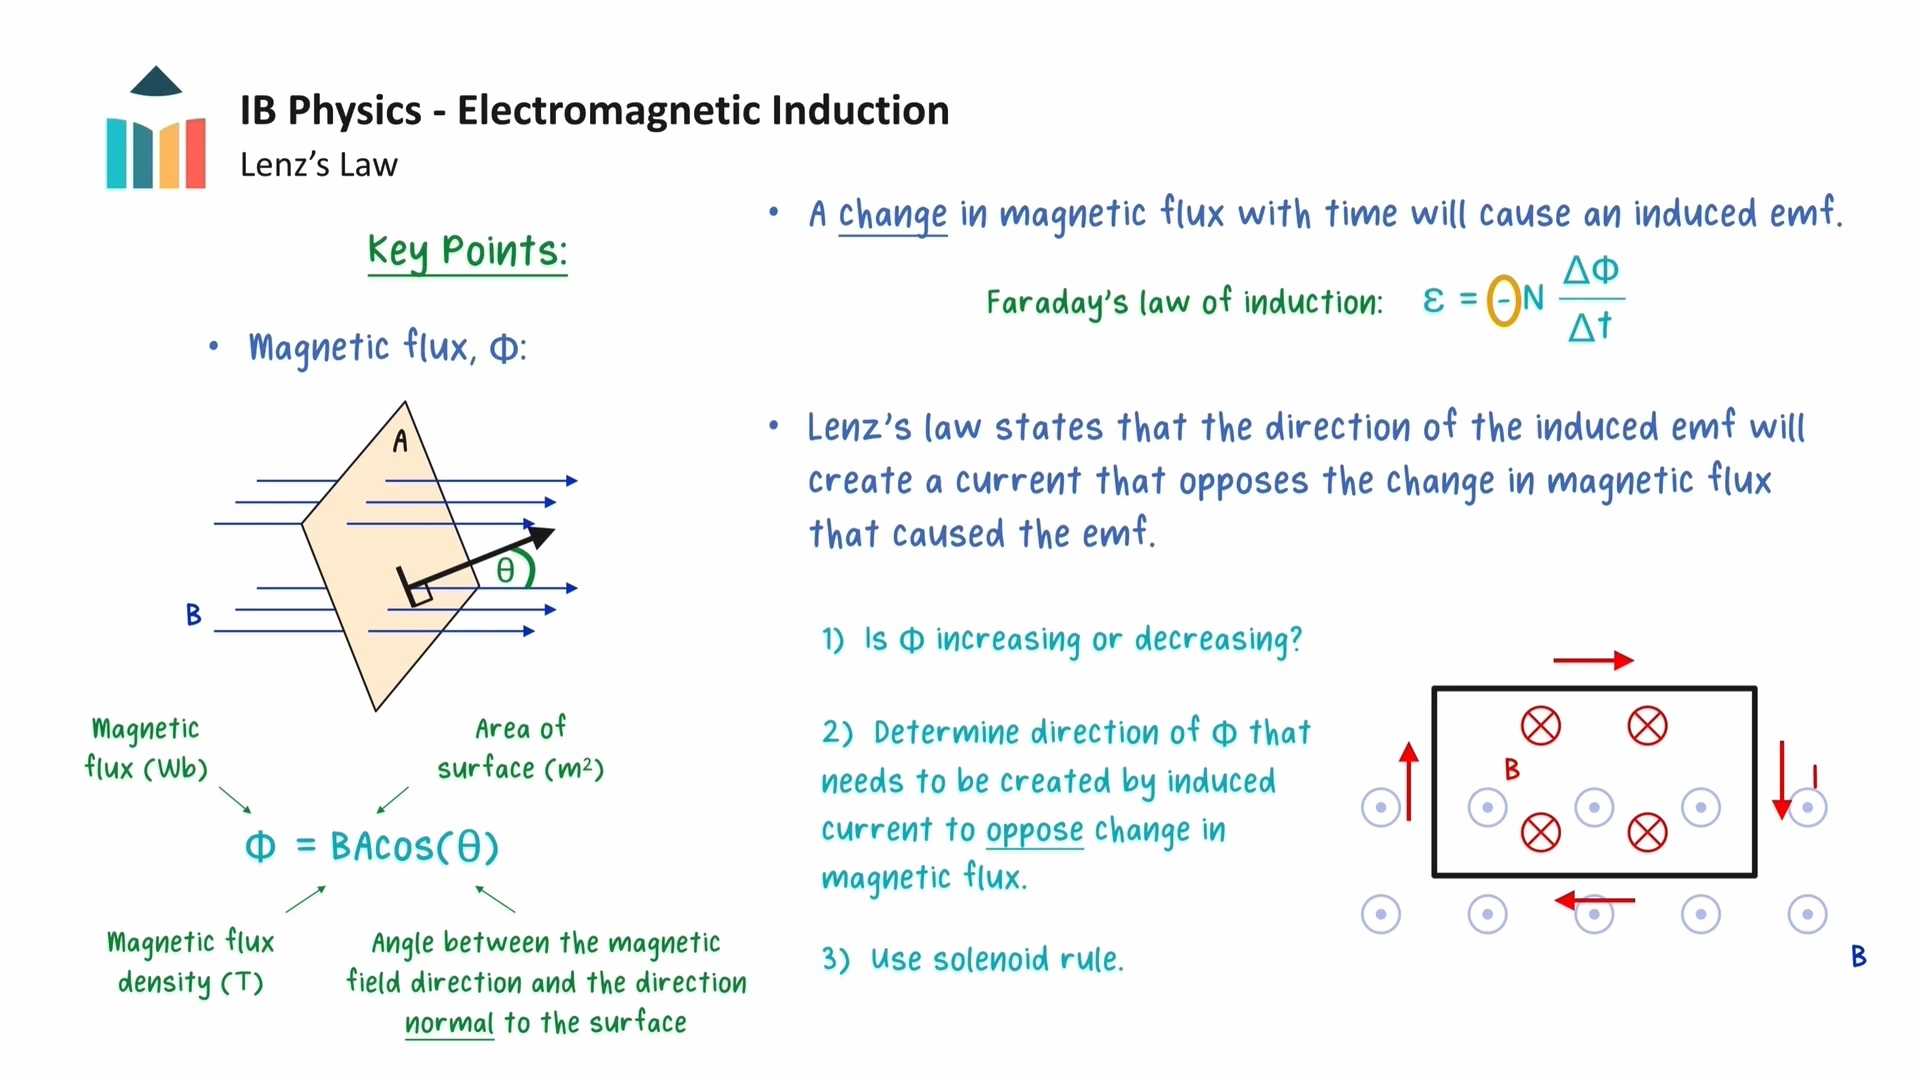 IB Physics - Electromagnetic Induction
Lenz's Law
Key Points:
• Magnetic flux, Φ:
A
θ
B
Magnetic
flux (Wb)
Area of
surface (m²)
Φ = BAcos(θ)
Magnetic flux
density (T)
Angle between the magnetic
field direction and the direction
normal to the surface
• A change in magnetic flux with time will cause an induced emf.
Faraday's law of induction: ε = -N ΔΦ/Δt
• Lenz's law states that the direction of the induced emf will
create a current that opposes the change in magnetic flux
that caused the emf.
1) Is Φ increasing or decreasing?
2) Determine direction of Φ that
needs to be created by induced
current to oppose change in
magnetic flux.
3) Use solenoid rule.
B
I
B